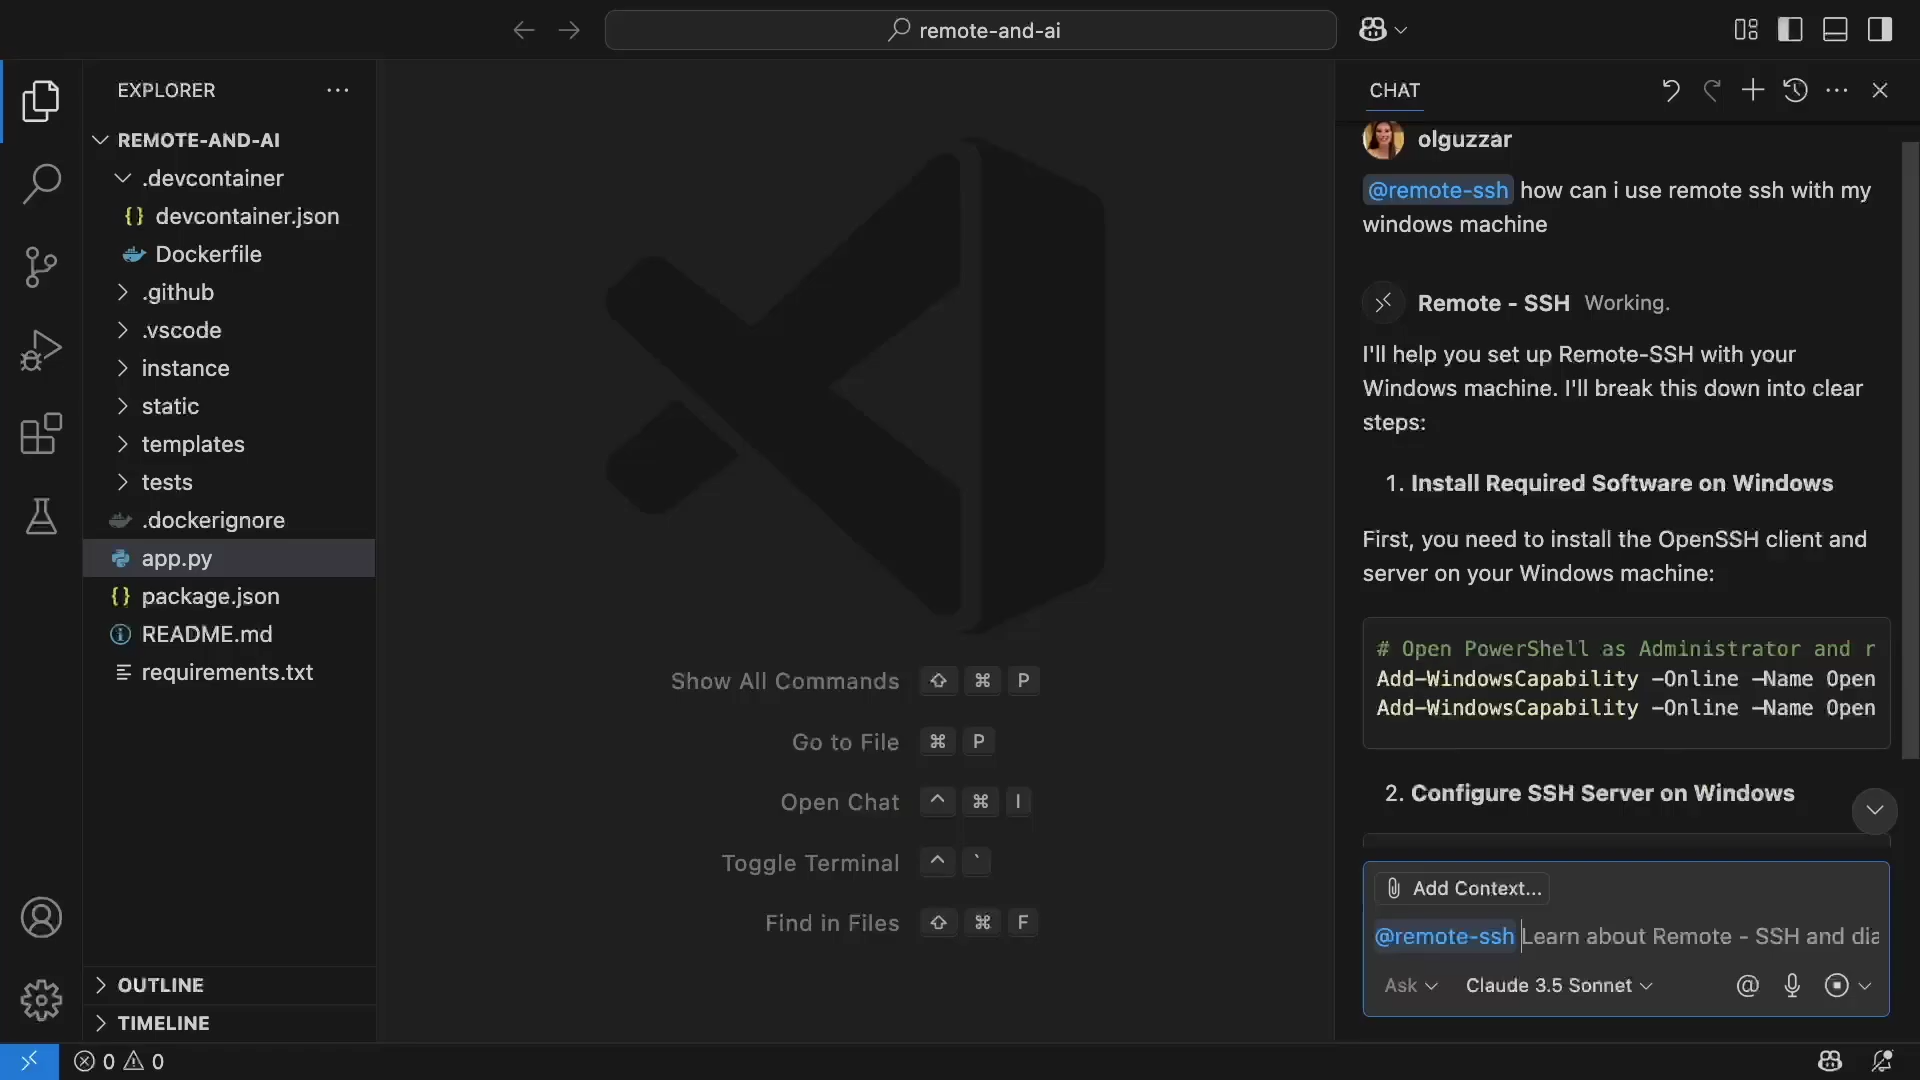 remote-and-ai
EXPLORER
REMOTE-AND-AI
.devcontainer
{} devcontainer.json
Dockerfile
.github
.vscode
instance
static
templates
tests
.dockerignore
app.py
{} package.json
README.md
requirements.txt
OUTLINE
TIMELINE
0 0
Show All Commands ⇧ ⌘ P
Go to File ⌘ P
Open Chat ^ ⌘ I
Toggle Terminal ^ `
Find in Files ⇧ ⌘ F
CHAT
olguzzar
@remote-ssh how can i use remote ssh with my
windows machine
Remote - SSH Working.
I'll help you set up Remote-SSH with your
Windows machine. I'll break this down into clear
steps:
1. Install Required Software on Windows
First, you need to install the OpenSSH client and
server on your Windows machine:
# Open PowerShell as Administrator and r
Add-WindowsCapability -Online -Name Open
Add-WindowsCapability -Online -Name Open
2. Configure SSH Server on Windows
Add Context...
@remote-ssh Learn about Remote - SSH and dia
Ask Claude 3.5 Sonnet @